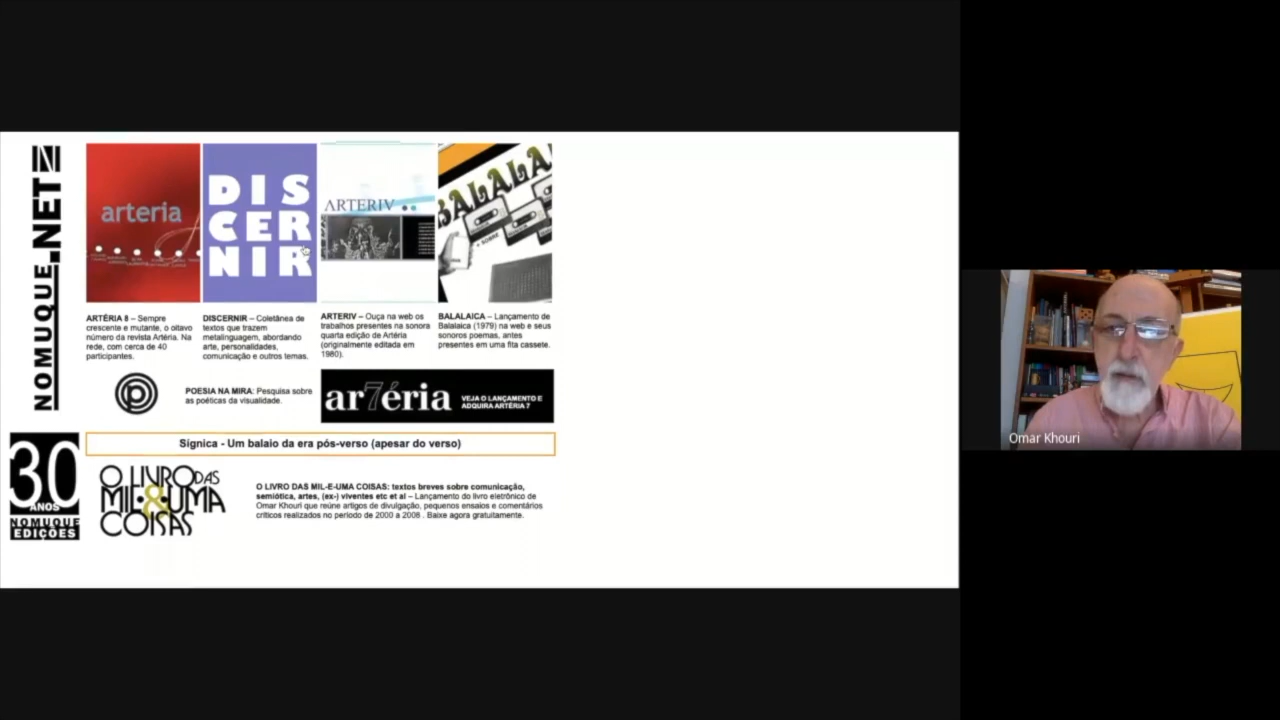 NOMUQUE.NET
N
arteria
DIS
CER
NIR
ARTERIV
BALALA
+ SOBRE
ARTÉRIA 8 – Sempre
crescente e mutante, o oitavo
número da revista Artéria. Na
rede, com cerca de 40
participantes.
DISCERNIR – Coletânea de
textos que trazem
metalinguagem, abordando
arte, personalidades,
comunicação e outros temas.
ARTERIV – Ouça na web os
trabalhos presentes na sonora
quarta edição de Artéria
(originalmente editada em
1980).
BALALAICA – Lançamento de
Balalaica (1979) na web e seus
sonoros poemas, antes
presentes em uma fita cassete.
p
POESIA NA MIRA: Pesquisa sobre
as poéticas da visualidade.
ar7éria
VEJA O LANÇAMENTO E
ADQUIRA ARTÉRIA 7
30
ANOS
NOMUQUE
EDIÇÕES
Sígnica - Um balaio da era pós-verso (apesar do verso)
O LIVRO DAS
MIL-&-UMA
COISAS
O LIVRO DAS MIL-E-UMA COISAS: textos breves sobre comunicação,
semiótica, artes, (ex-) viventes etc et al – Lançamento do livro eletrônico de
Omar Khouri que reúne artigos de divulgação, pequenos ensaios e comentários
críticos realizados no período de 2000 a 2008 . Baixe agora gratuitamente.
Omar Khouri